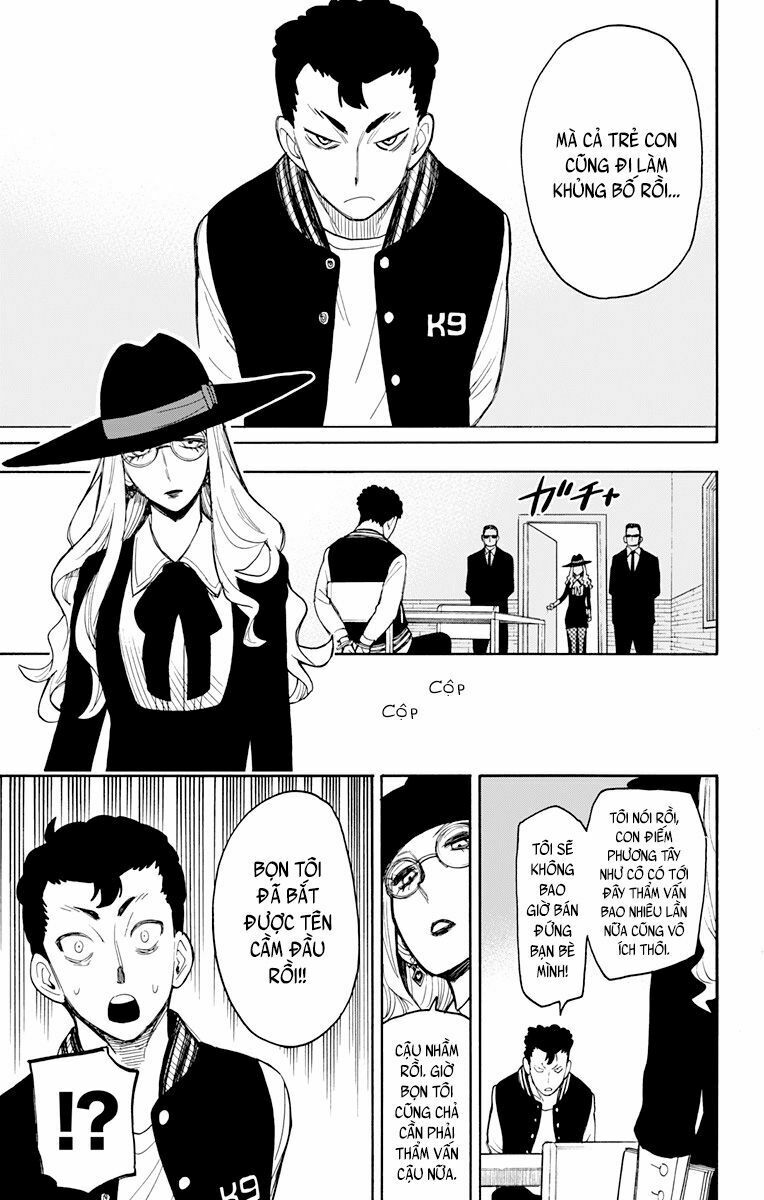 MÀ CẢ TRẺ CON
CŨNG ĐI LÀM
KHỦNG BỐ RỒI...
K9
ガチャ
CỘP
CỘP
TÔI NÓI RỒI,
CON ĐIẾM
PHƯƠNG TÂY
NHƯ CÔ CÓ TỚI
ĐÂY THẨM VẤN
BAO NHIÊU LẦN
NỮA CŨNG VÔ
ÍCH THÔI.
TÔI SẼ
KHÔNG
BAO
GIỜ BÁN
ĐỨNG
BẠN BÈ
MÌNH!
CẬU NHẦM
RỒI. GIỜ
BỌN TÔI
CŨNG CHẢ
CẦN PHẢI
THẨM VẤN
CẬU NỮA.
BỌN TÔI
ĐÃ BẮT
ĐƯỢC TÊN
CẦM ĐẦU
RỒI!!
!?
K9